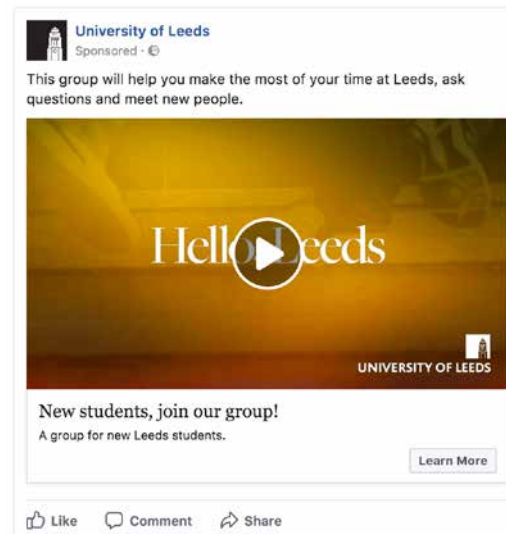 University of Leeds
Sponsored ·
This group will help you make the most of your time at Leeds, ask
questions and meet new people.
Hello Leeds
UNIVERSITY OF LEEDS
New students, join our group!
A group for new Leeds students.
Learn More
Like Comment Share